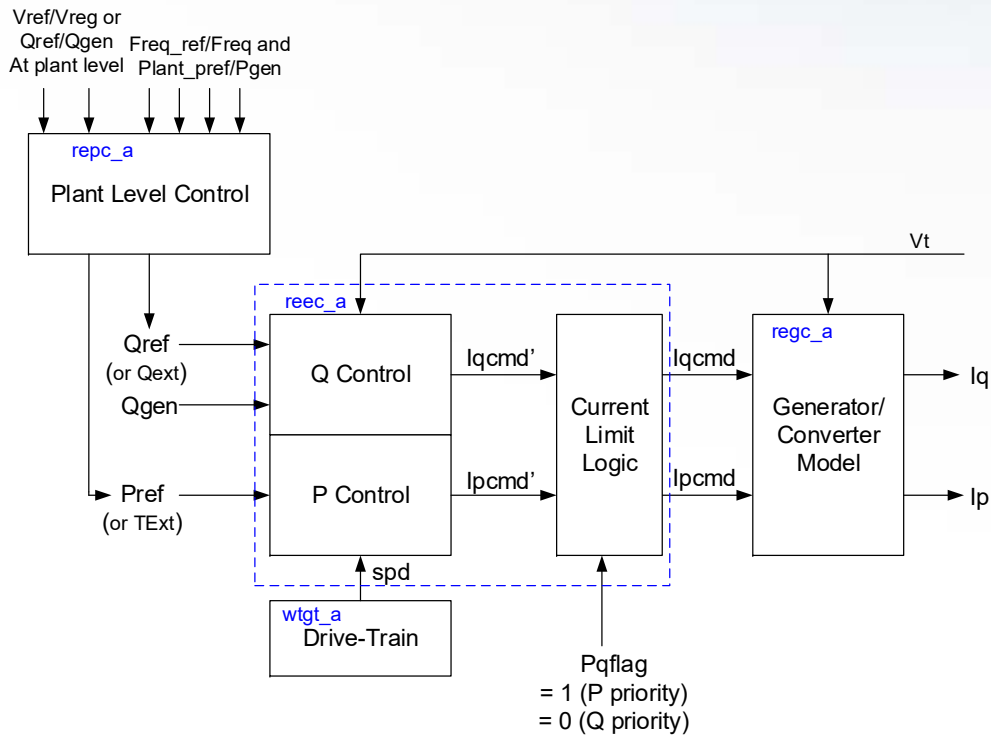 Vref/Vreg or
Qref/Qgen
At plant level
Freq_ref/Freq and
Plant_pref/Pgen
repc_a
Plant Level Control
Vt
reec_a
regc_a
Qref
(or Qext)
Qgen
Q Control
Iqcmd’
Iqcmd
Iq
Current
Limit
Logic
Generator/
Converter
Model
Pref
(or TExt)
P Control
Ipcmd’
Ipcmd
Ip
spd
wtgt_a
Drive-Train
Pqflag
= 1 (P priority)
= 0 (Q priority)